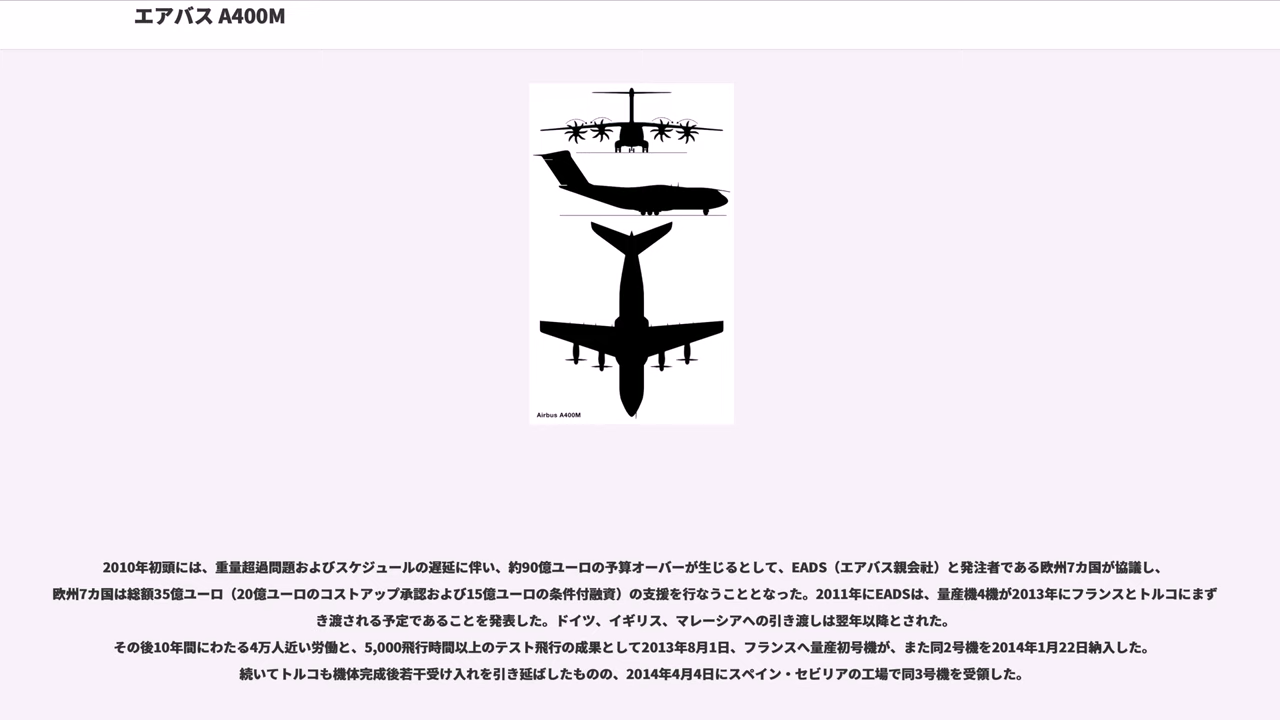 エアバス A400M
Airbus A400M
2010年初頭には、重量超過問題およびスケジュールの遅延に伴い、約90億ユーロの予算オーバーが生じるとして、EADS（エアバス親会社）と発注者である欧州7カ国が協議し、
欧州7カ国は総額35億ユーロ（20億ユーロのコストアップ承認および15億ユーロの条件付融資）の支援を行なうこととなった。2011年にEADSは、量産機4機が2013年にフランスとトルコにまず
き渡される予定であることを発表した。ドイツ、イギリス、マレーシアへの引き渡しは翌年以降とされた。
その後10年間にわたる4万人近い労働と、5,000飛行時間以上のテスト飛行の成果として2013年8月1日、フランスへ量産初号機が、また同2号機を2014年1月22日納入した。
続いてトルコも機体完成後若干受け入れを引き延ばしたものの、2014年4月4日にスペイン・セビリアの工場で同3号機を受領した。